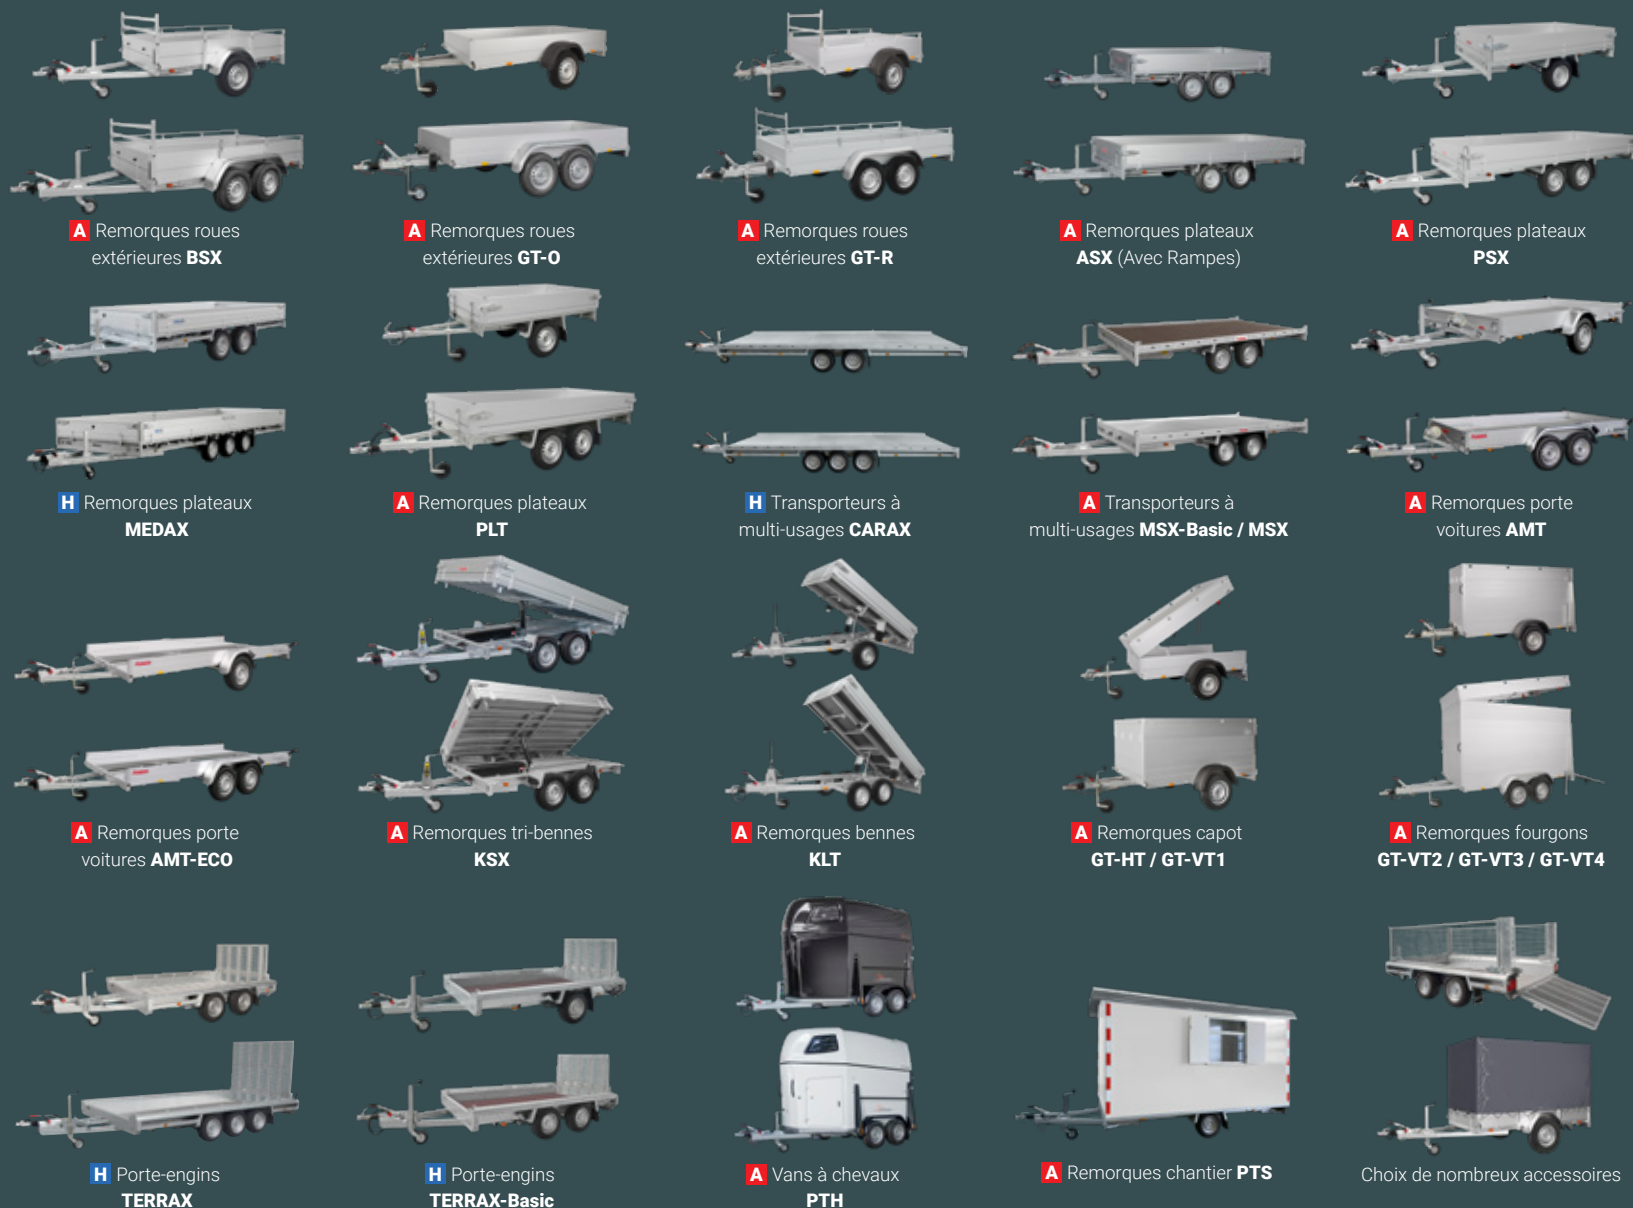 A Remorques roues
extérieures BSX
A Remorques roues
extérieures GT-O
A Remorques roues
extérieures GT-R
A Remorques plateaux
ASX (Avec Rampes)
A Remorques plateaux
PSX
H Remorques plateaux
MEDAX
A Remorques plateaux
PLT
H Transporteurs à
multi-usages CARAX
A Transporteurs à
multi-usages MSX-Basic / MSX
A Remorques porte
voitures AMT
A Remorques porte
voitures AMT-ECO
A Remorques tri-bennes
KSX
A Remorques bennes
KLT
A Remorques capot
GT-HT / GT-VT1
A Remorques fourgons
GT-VT2 / GT-VT3 / GT-VT4
H Porte-engins
TERRAX
H Porte-engins
TERRAX-Basic
A Vans à chevaux
PTH
A Remorques chantier PTS
Choix de nombreux accessoires